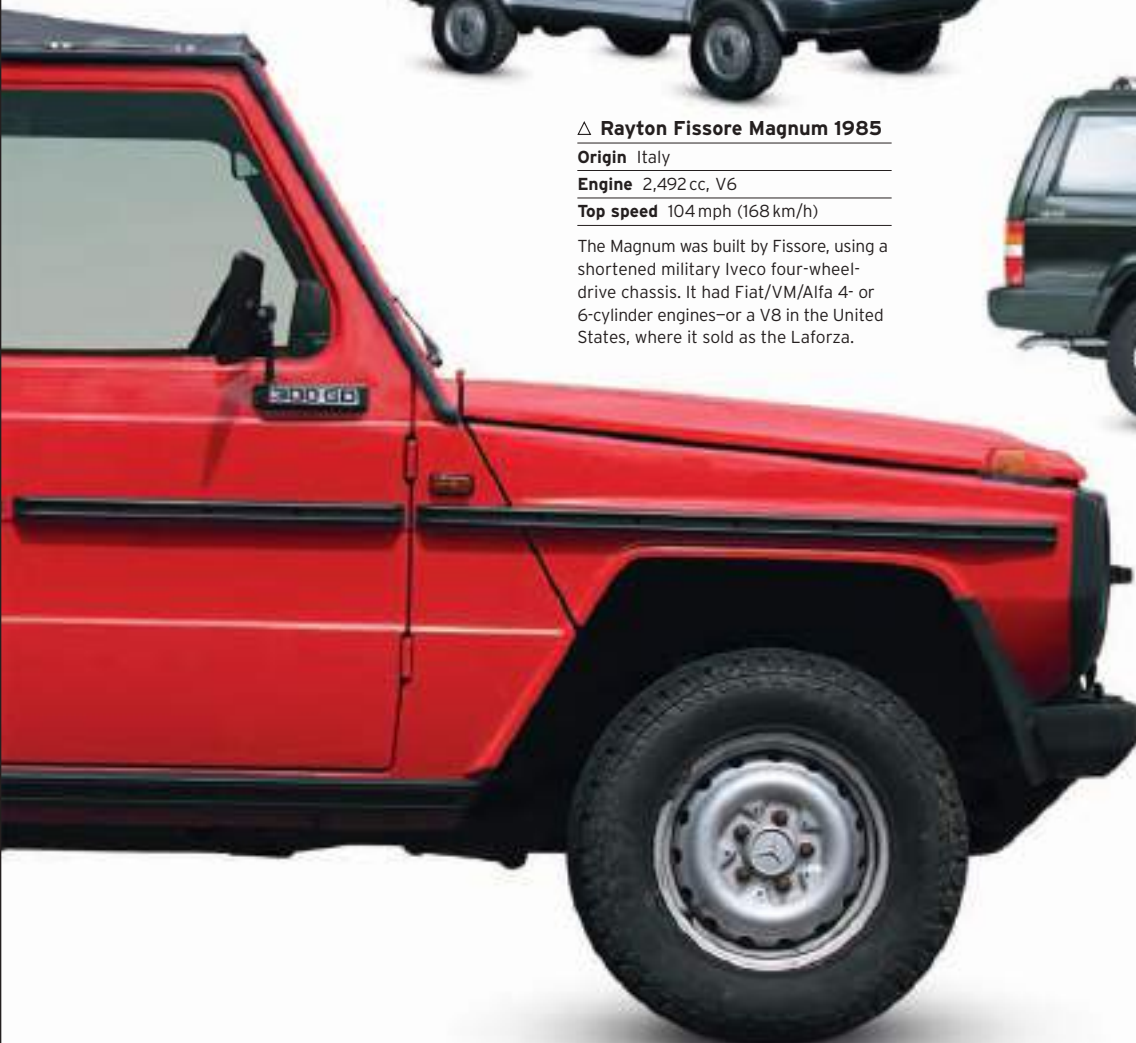 △ Rayton Fissore Magnum 1985
Origin Italy
Engine 2,492 cc, V6
Top speed 104 mph (168 km/h)
The Magnum was built by Fissore, using a
shortened military Iveco four-wheel-
drive chassis. It had Fiat/VM/Alfa 4- or
6-cylinder engines—or a V8 in the United
States, where it sold as the Laforza.
300 GD